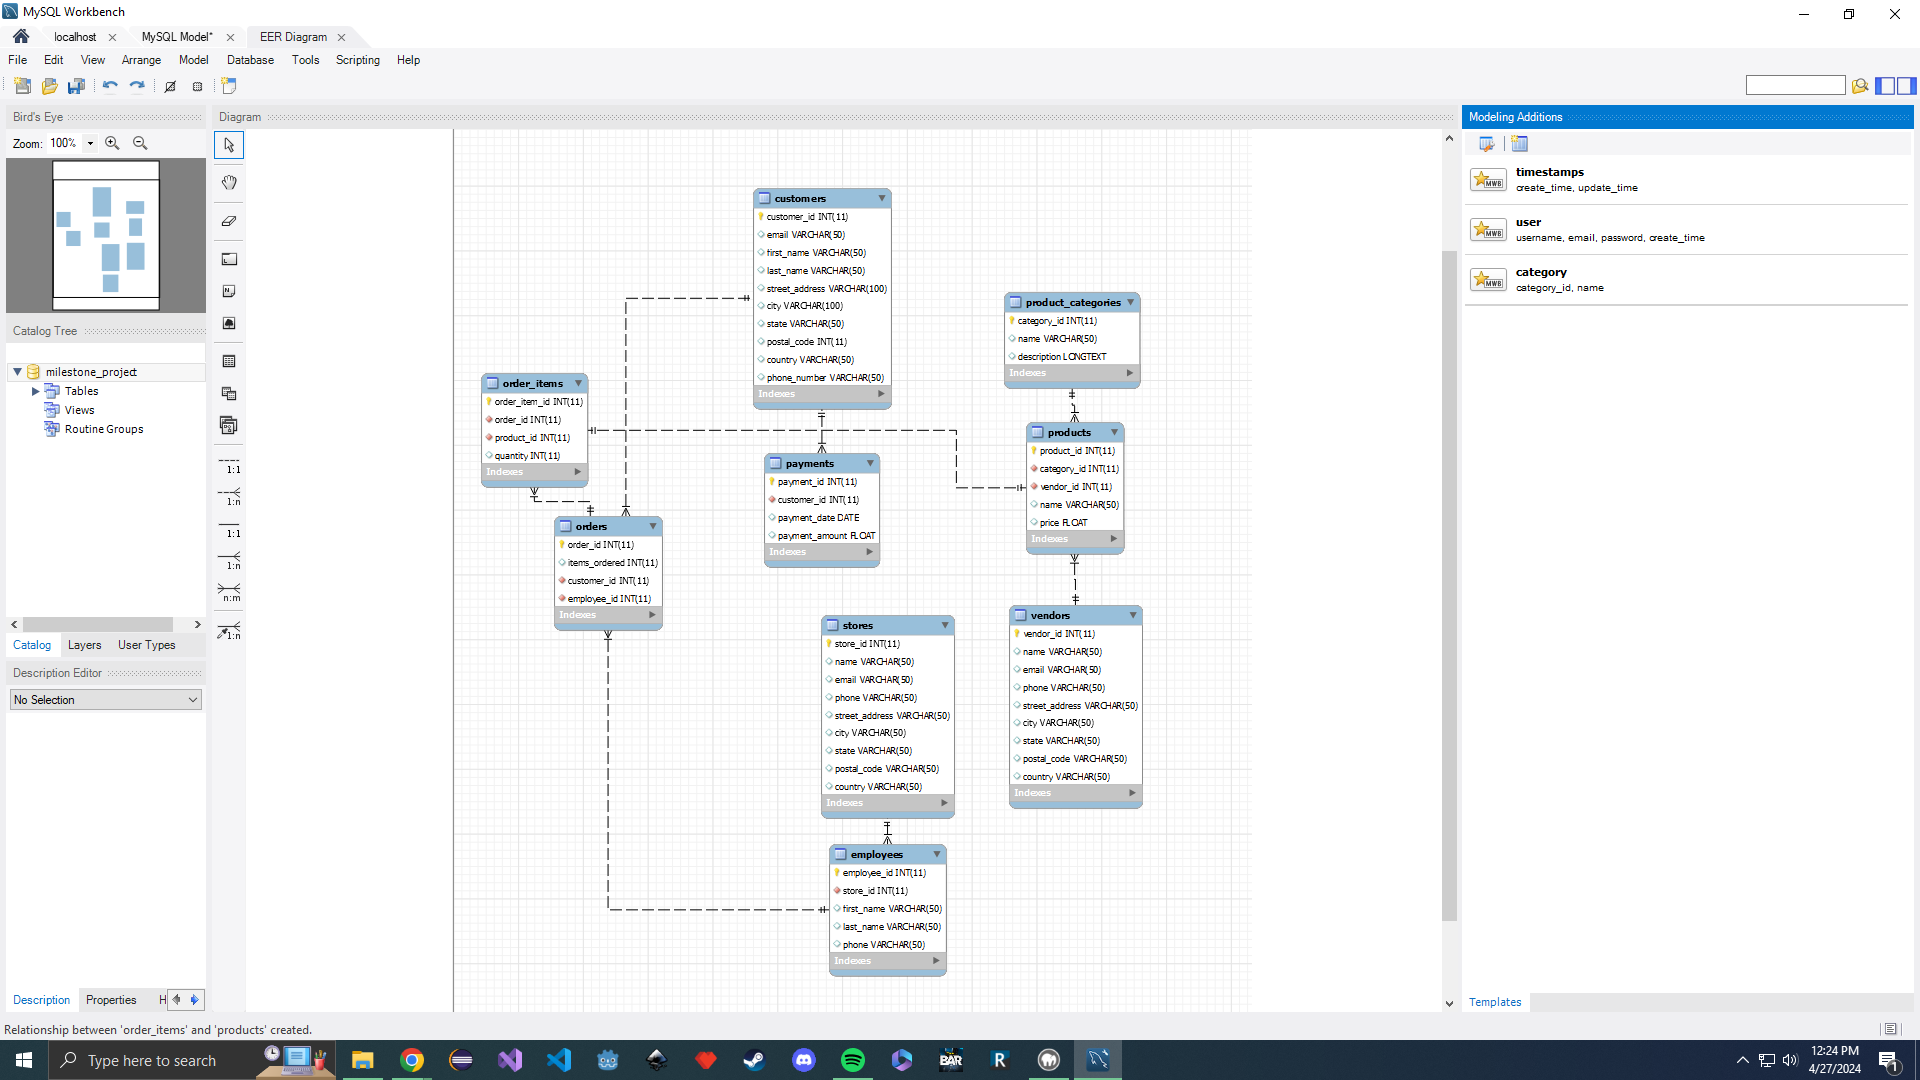 MySQL Workbench
localhost
MySQL Model*
EER Diagram
File Edit View Arrange Model Database Tools Scripting Help
Bird's Eye
Zoom: 100%
Catalog Tree
milestone_project
Tables
Views
Routine Groups
Catalog Layers User Types
Description Editor
No Selection
Description Properties H
Diagram
1:1
1:n
1:1
1:n
n:m
1:n
customers
customer_id INT(11)
email VARCHAR(50)
first_name VARCHAR(50)
last_name VARCHAR(50)
street_address VARCHAR(100)
city VARCHAR(100)
state VARCHAR(50)
postal_code INT(11)
country VARCHAR(50)
phone_number VARCHAR(50)
Indexes
product_categories
category_id INT(11)
name VARCHAR(50)
description LONGTEXT
Indexes
order_items
order_item_id INT(11)
order_id INT(11)
product_id INT(11)
quantity INT(11)
Indexes
products
product_id INT(11)
category_id INT(11)
vendor_id INT(11)
name VARCHAR(50)
price FLOAT
Indexes
payments
payment_id INT(11)
customer_id INT(11)
payment_date DATE
payment_amount FLOAT
Indexes
orders
order_id INT(11)
items_ordered INT(11)
customer_id INT(11)
employee_id INT(11)
Indexes
stores
store_id INT(11)
name VARCHAR(50)
email VARCHAR(50)
phone VARCHAR(50)
street_address VARCHAR(50)
city VARCHAR(50)
state VARCHAR(50)
postal_code VARCHAR(50)
country VARCHAR(50)
Indexes
vendors
vendor_id INT(11)
name VARCHAR(50)
email VARCHAR(50)
phone VARCHAR(50)
street_address VARCHAR(50)
city VARCHAR(50)
state VARCHAR(50)
postal_code VARCHAR(50)
country VARCHAR(50)
Indexes
employees
employee_id INT(11)
store_id INT(11)
first_name VARCHAR(50)
last_name VARCHAR(50)
phone VARCHAR(50)
Indexes
Modeling Additions
MWB
timestamps
create_time, update_time
MWB
user
username, email, password, create_time
MWB
category
category_id, name
Templates
Relationship between 'order_items' and 'products' created.
Type here to search
BAR
R
12:24 PM
4/27/2024
1